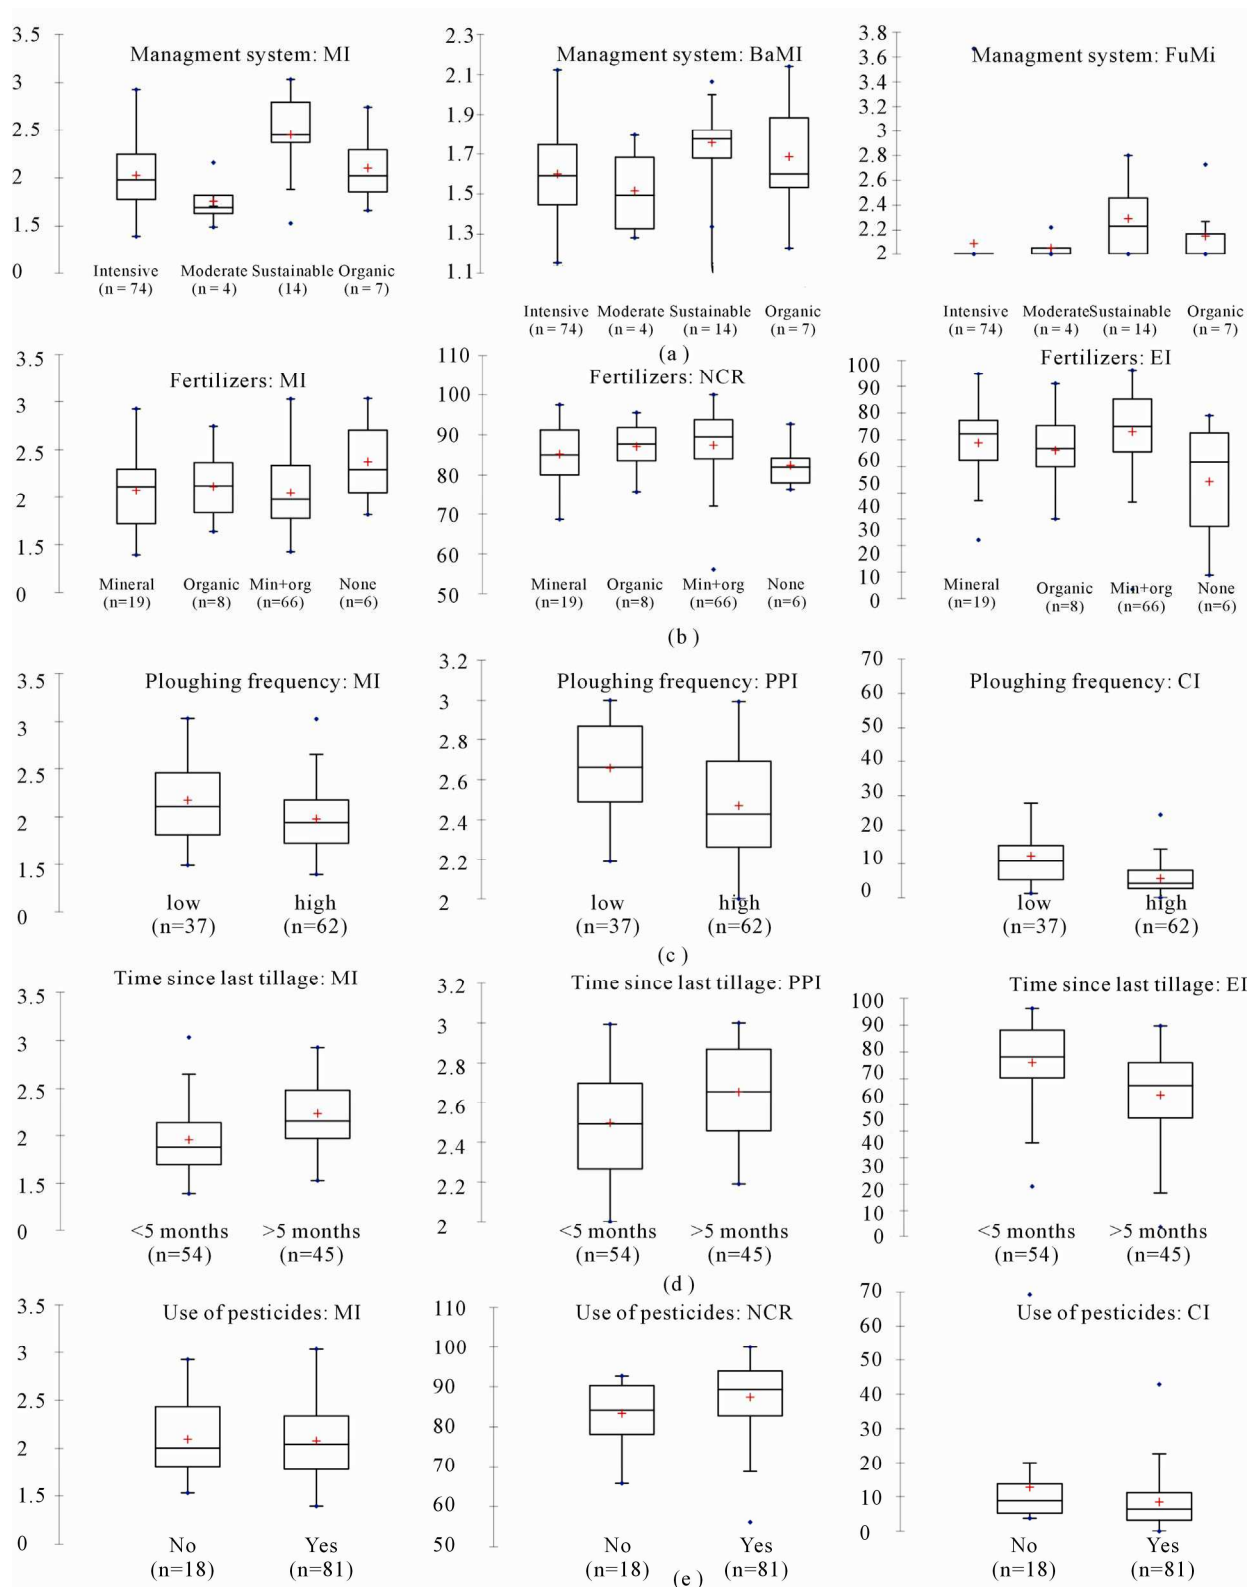 Managment system: MI
3.5
3
2.5
2
1.5
0
Intensive Moderate Sustainable Organic
(n = 74) (n = 4) (14) (n = 7)
Managment system: BaMI
2.3
2.1
1.9
1.7
1.5
1.3
1.1
Intensive Moderate Sustainable Organic
(n = 74) (n = 4) (n = 14) (n = 7)
Managment system: FuMi
3.8
3.6
3.4
3.2
3
2.8
2.6
2.4
2.2
2
Intensive Moderate Sustainable Organic
(n = 74) (n = 4) (n = 14) (n = 7)
(a)
Fertilizers: MI
3.5
3
2.5
2
1.5
0
Mineral Organic Min+org None
(n=19) (n=8) (n=66) (n=6)
Fertilizers: NCR
110
100
90
80
70
60
50
Mineral Organic Min+org None
(n=19) (n=8) (n=66) (n=6)
Fertilizers: EI
100
90
80
70
60
50
40
30
20
10
0
Mineral Organic Min+org None
(n=19) (n=8) (n=66) (n=6)
(b)
Ploughing frequency: MI
3.5
3
2.5
2
1.5
0
low high
(n=37) (n=62)
Ploughing frequency: PPI
3.2
3
2.8
2.6
2.4
2.2
2
low high
(n=37) (n=62)
Ploughing frequency: CI
70
60
50
40
30
20
10
0
low high
(n=37) (n=62)
(c)
Time since last tillage: MI
3.5
3
2.5
2
1.5
0
<5 months >5 months
(n=54) (n=45)
Time since last tillage: PPI
3.2
3
2.8
2.6
2.4
2.2
2
<5 months >5 months
(n=54) (n=45)
Time since last tillage: EI
100
90
80
70
60
50
40
30
20
10
0
<5 months >5 months
(n=54) (n=45)
(d)
Use of pesticides: MI
3.5
3
2.5
2
1.5
0
No Yes
(n=18) (n=81)
Use of pesticides: NCR
110
100
90
80
70
60
50
No Yes
(n=18) (n=81)
Use of pesticides: CI
70
60
50
40
30
20
10
0
No Yes
(n=18) (n=81)
(e)